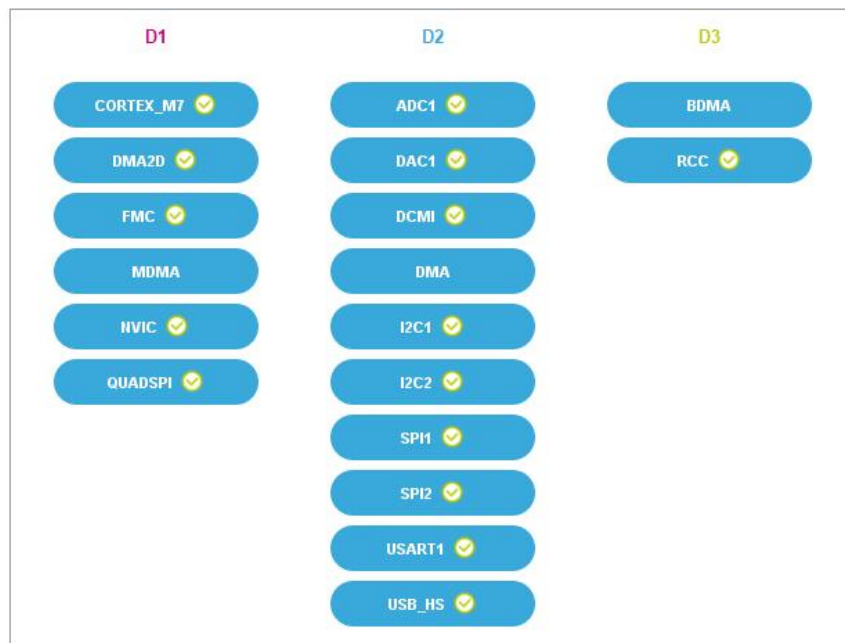 D1
D2
D3
CORTEX_M7
ADC1
BDMA
DMA2D
DAC1
RCC
FMC
DCMI
MDMA
DMA
NVIC
I2C1
QUADSPI
I2C2
SPI1
SPI2
USART1
USB_HS